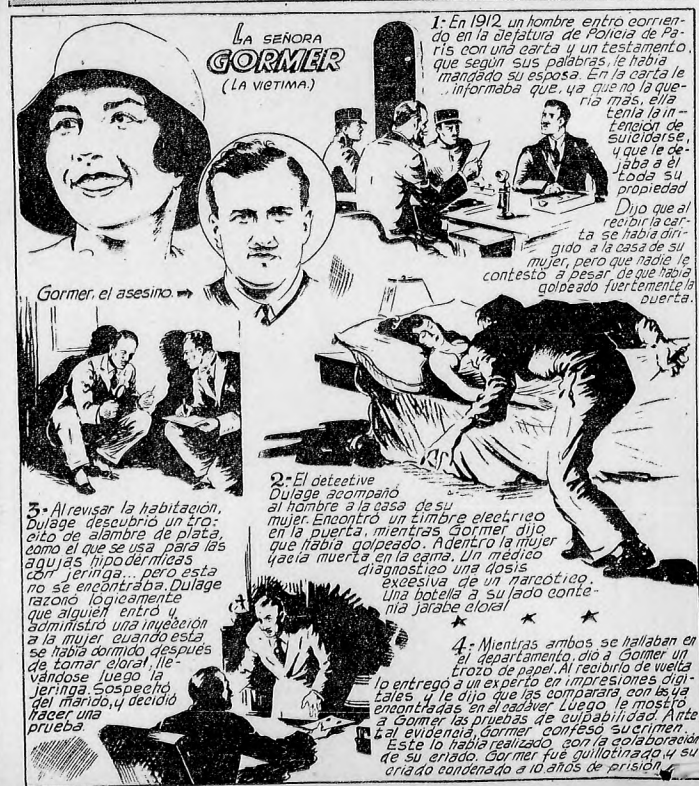 LA SEÑORA
GORMER
(LA VICTIMA.)
Gormer, el asesino.
1- En 1912 un hombre entró corrien-
do en la Jefatura de Policía de Pa-
rís con una carta y un testamento
que según sus palabras, le había
mandado su esposa. En la carta le
informaba que, ya que no la que-
ría mas, ella
tenía la in-
tención de
suicidarse,
y que le de-
jaba a él
toda su
propiedad
Dijo que al
recibir la car-
ta se había diri-
gido a la casa de su
mujer, pero que nadie le
contestó a pesar de que había
golpeado fuertemente la
puerta.
2- El detective
Dulage acompañó
al hombre a la casa de su
mujer. Encontró un timbre electrico
en la puerta, mientras Gormer dijo
que había golpeado. Adentro la mujer
yacía muerta en la cama. Un médico
diagnostico una dosis
excesiva de un narcótico.
Una botella a su lado conte-
nía jarabe cloral
3- Al revisar la habitación,
Dulage descubrió un tro-
cito de alambre de plata,
como el que se usa para las
agujas hipodérmicas
con jeringa... pero ésta
no se encontraba. Dulage
razonó lógicamente
que alguien entró y
administró una inyección
a la mujer cuando esta
se había dormido después
de tomar cloral, lle-
vándose luego la
jeringa. Sospechó
del marido, y decidió
hacer una
prueba.
4- Mientras ambos se hallaban en
el departamento, dió a Gormer un
trozo de papel. Al recibirlo de vuelta
lo entregó a un experto en impresiones digi-
tales, y le dijo que las comparara con las ya
encontradas en el cadáver Luego le mostró
a Gormer las pruebas de culpabilidad. Ante
tal evidencia, Gormer confesó su crimen.
Este lo había realizado con la colaboración
de su criado. Gormer fué guillotinado, y su
criado condenado a 10 años de prisión